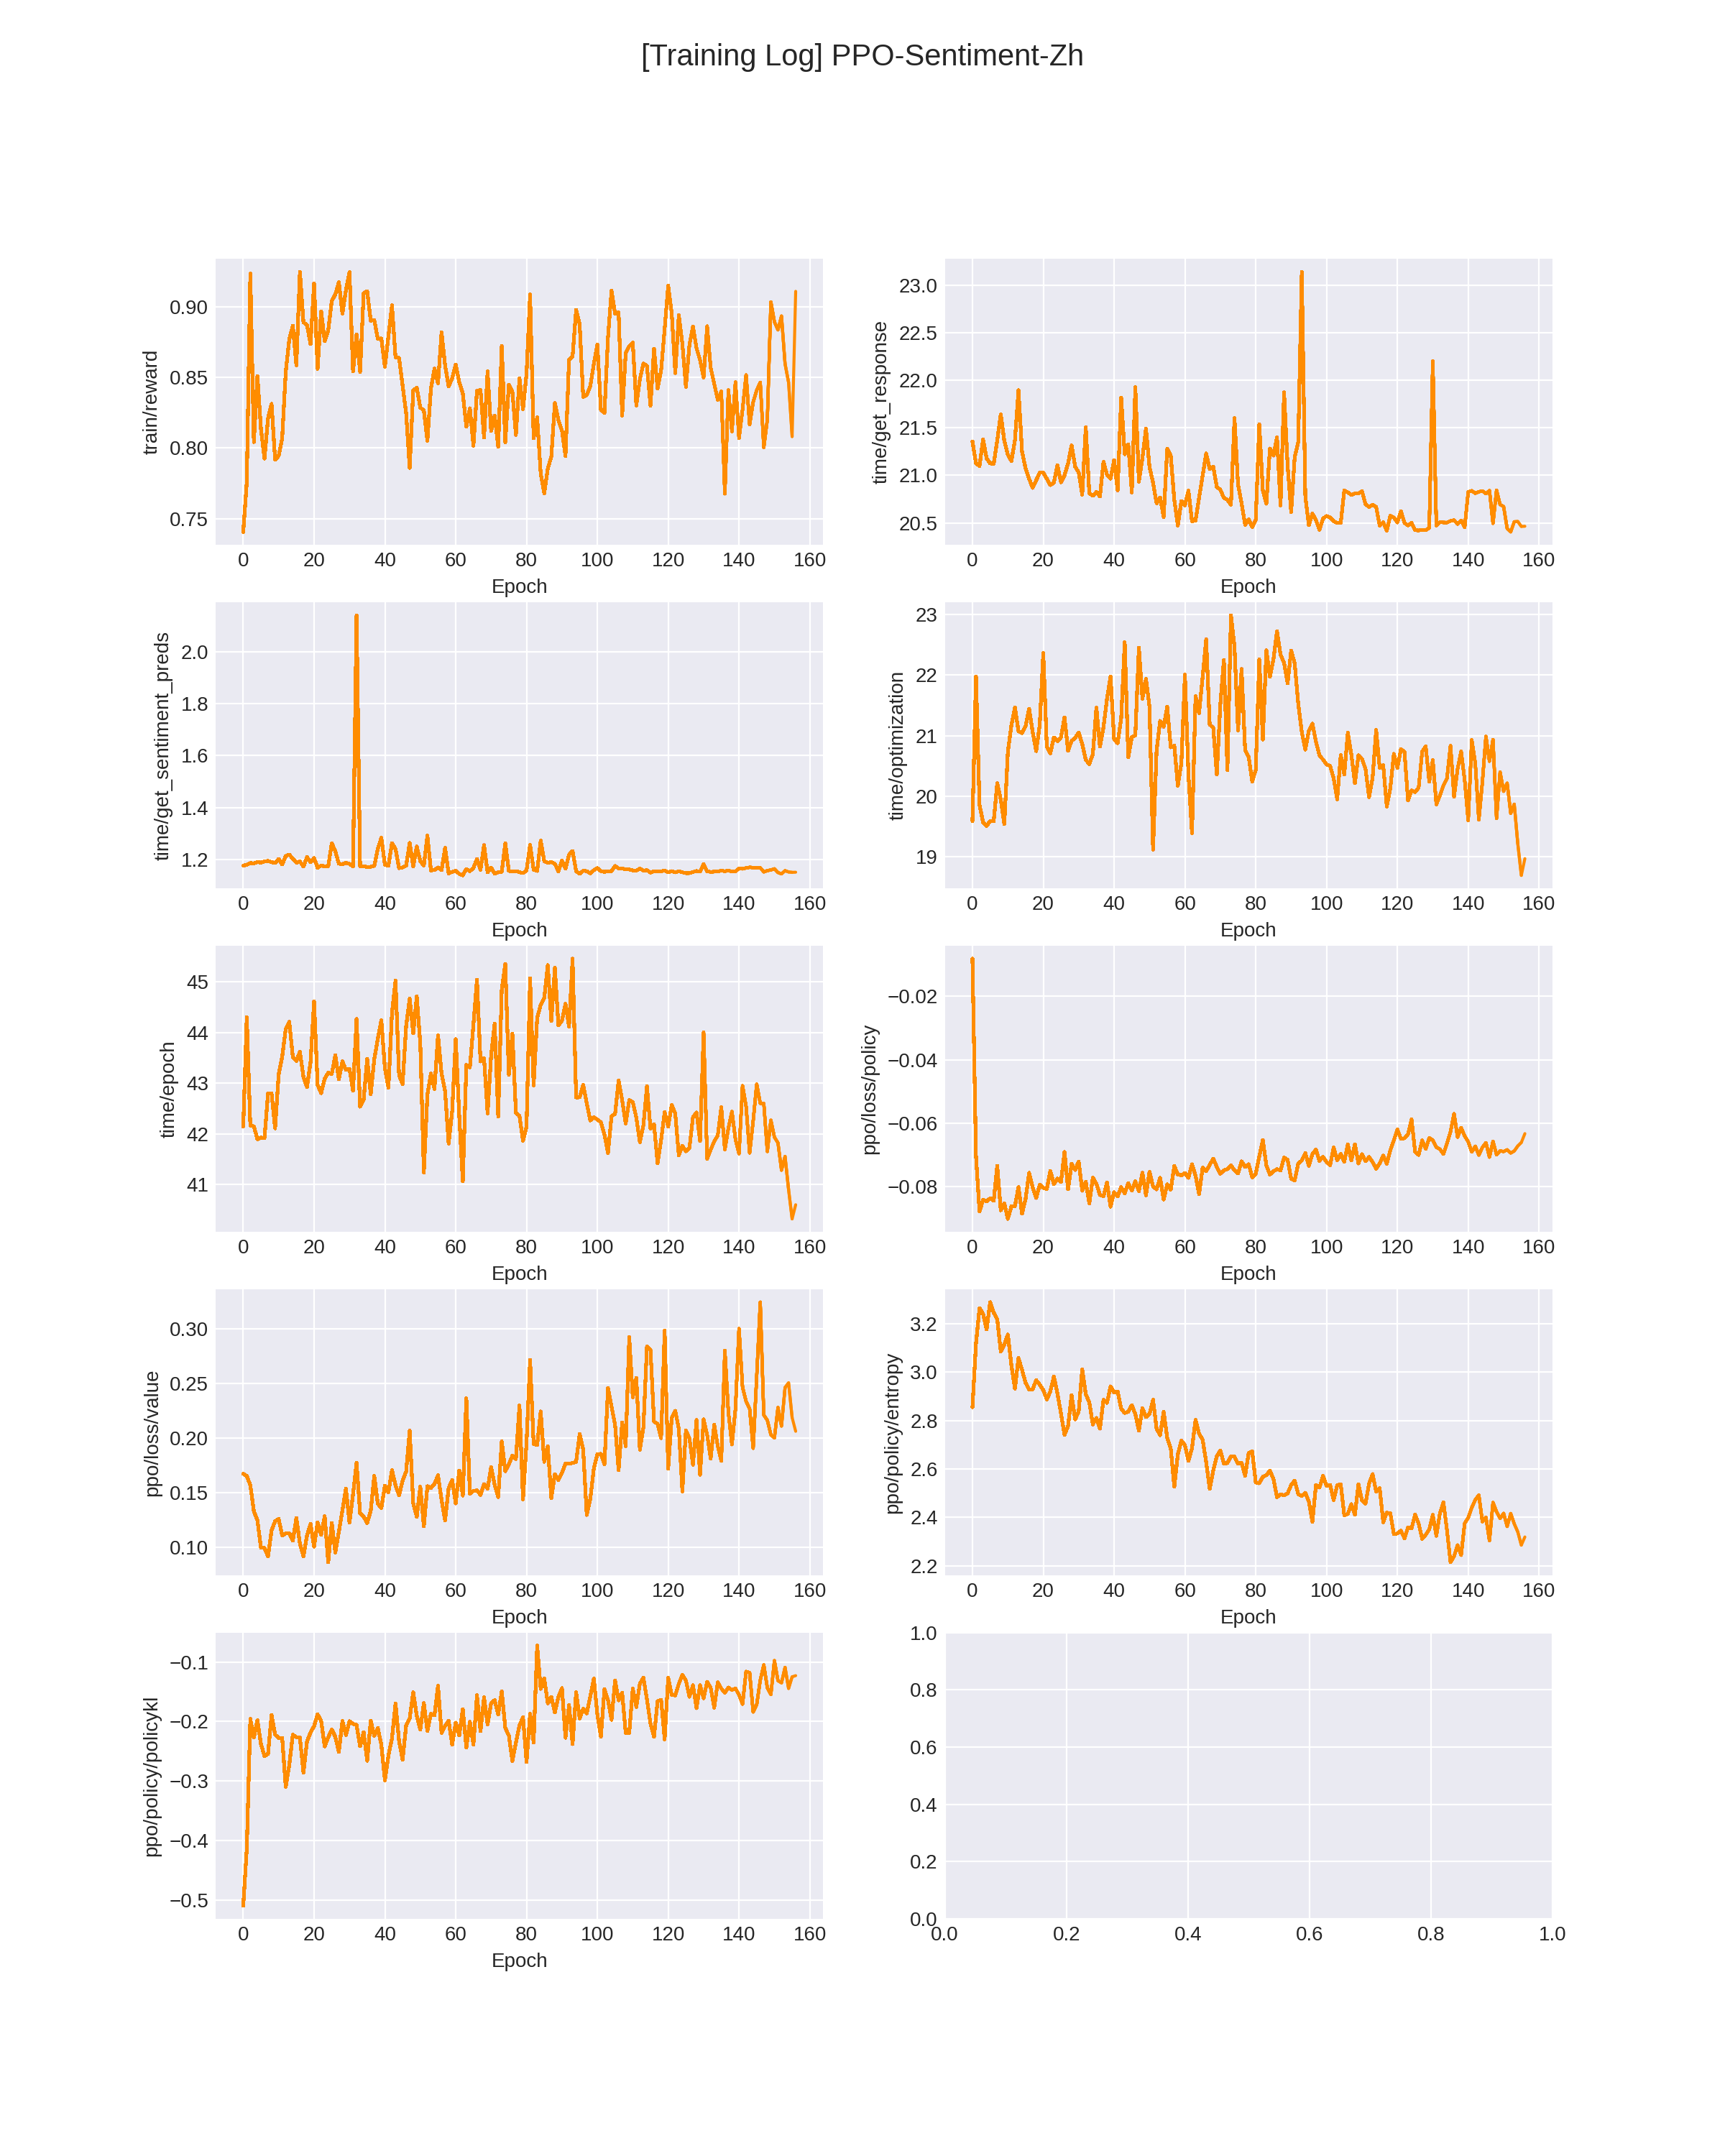 [Training Log] PPO-Sentiment-Zh
train/reward
0.90
0.85
0.80
0.75
0 20 40 60 80 100 120 140 160
Epoch
time/get_response
23.0
22.5
22.0
21.5
21.0
20.5
0 20 40 60 80 100 120 140 160
Epoch
time/get_sentiment_preds
2.0
1.8
1.6
1.4
1.2
0 20 40 60 80 100 120 140 160
Epoch
time/optimization
23
22
21
20
19
0 20 40 60 80 100 120 140 160
Epoch
time/epoch
45
44
43
42
41
0 20 40 60 80 100 120 140 160
Epoch
ppo/loss/policy
−0.02
−0.04
−0.06
−0.08
0 20 40 60 80 100 120 140 160
Epoch
ppo/loss/value
0.30
0.25
0.20
0.15
0.10
0 20 40 60 80 100 120 140 160
Epoch
ppo/policy/entropy
3.2
3.0
2.8
2.6
2.4
2.2
0 20 40 60 80 100 120 140 160
Epoch
ppo/policy/policykl
−0.1
−0.2
−0.3
−0.4
−0.5
0 20 40 60 80 100 120 140 160
Epoch
1.0
0.8
0.6
0.4
0.2
0.0
0.0 0.2 0.4 0.6 0.8 1.0